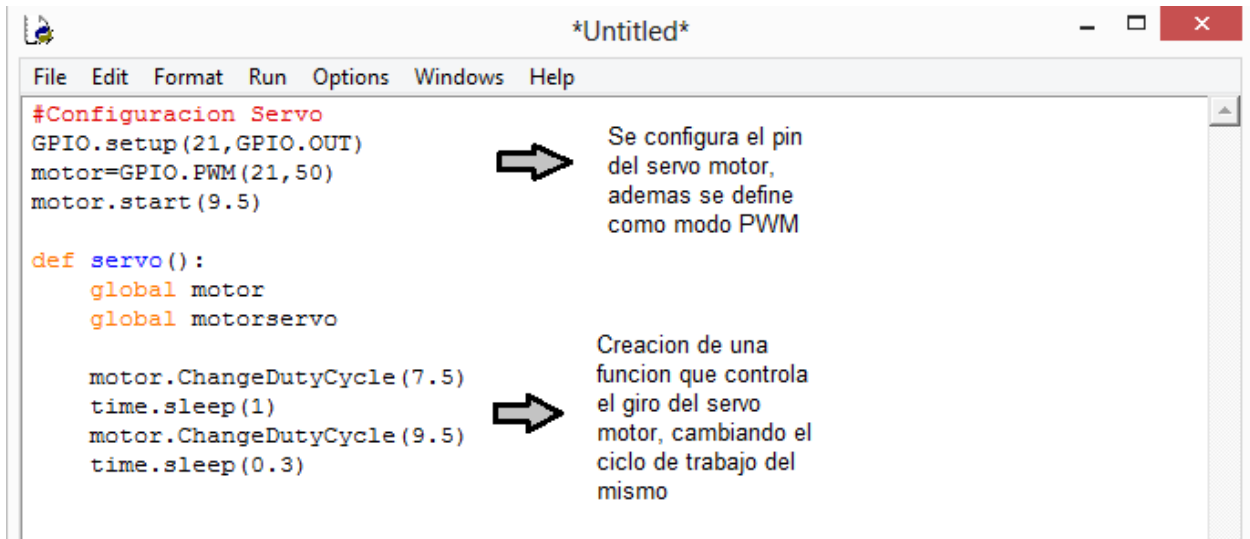 *Untitled*
File Edit Format Run Options Windows Help
#Configuracion Servo
GPIO.setup(21,GPIO.OUT)
motor=GPIO.PWM(21,50)
motor.start(9.5)
Se configura el pin
del servo motor,
ademas se define
como modo PWM
def servo():
    global motor
    global motorservo
    motor.ChangeDutyCycle(7.5)
    time.sleep(1)
    motor.ChangeDutyCycle(9.5)
    time.sleep(0.3)
Creacion de una
funcion que controla
el giro del servo
motor, cambiando el
ciclo de trabajo del
mismo